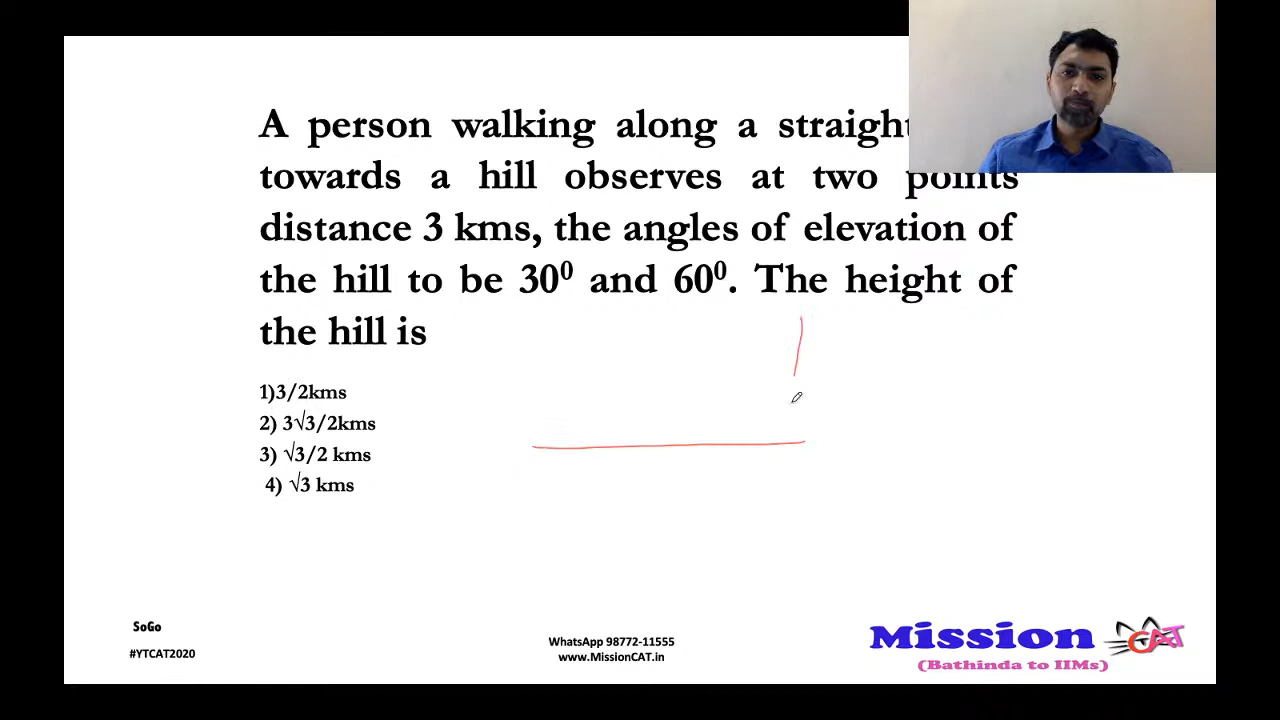 A person walking along a straight
towards a hill observes at two points
distance 3 kms, the angles of elevation of
the hill to be 30⁰ and 60⁰. The height of
the hill is
1)3/2kms
2) 3√3/2kms
3) √3/2 kms
4) √3 kms
SoGo
#YTCAT2020
WhatsApp 98772-11555
www.MissionCAT.in
Mission CAT
(Bathinda to IIMs)